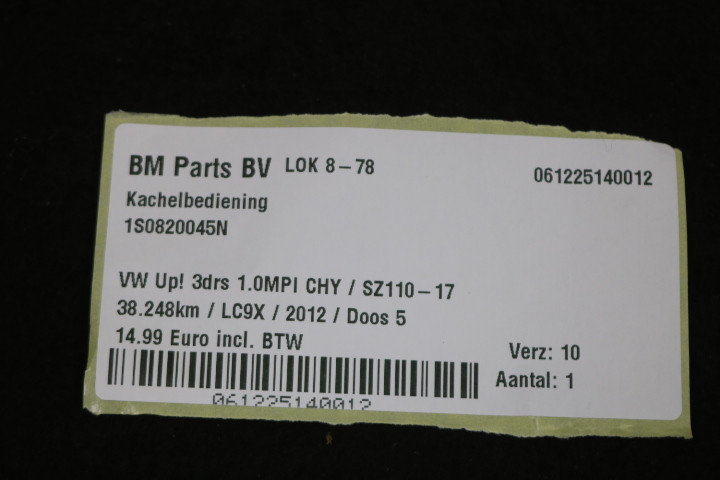 BM Parts BV LOK 8-78 061225140012
Kachelbediening
1S0820045N
VW Up! 3drs 1.0MPI CHY / SZ110-17
38.248km / LC9X / 2012 / Doos 5
14.99 Euro incl. BTW
Verz: 10
Aantal: 1
061225140012